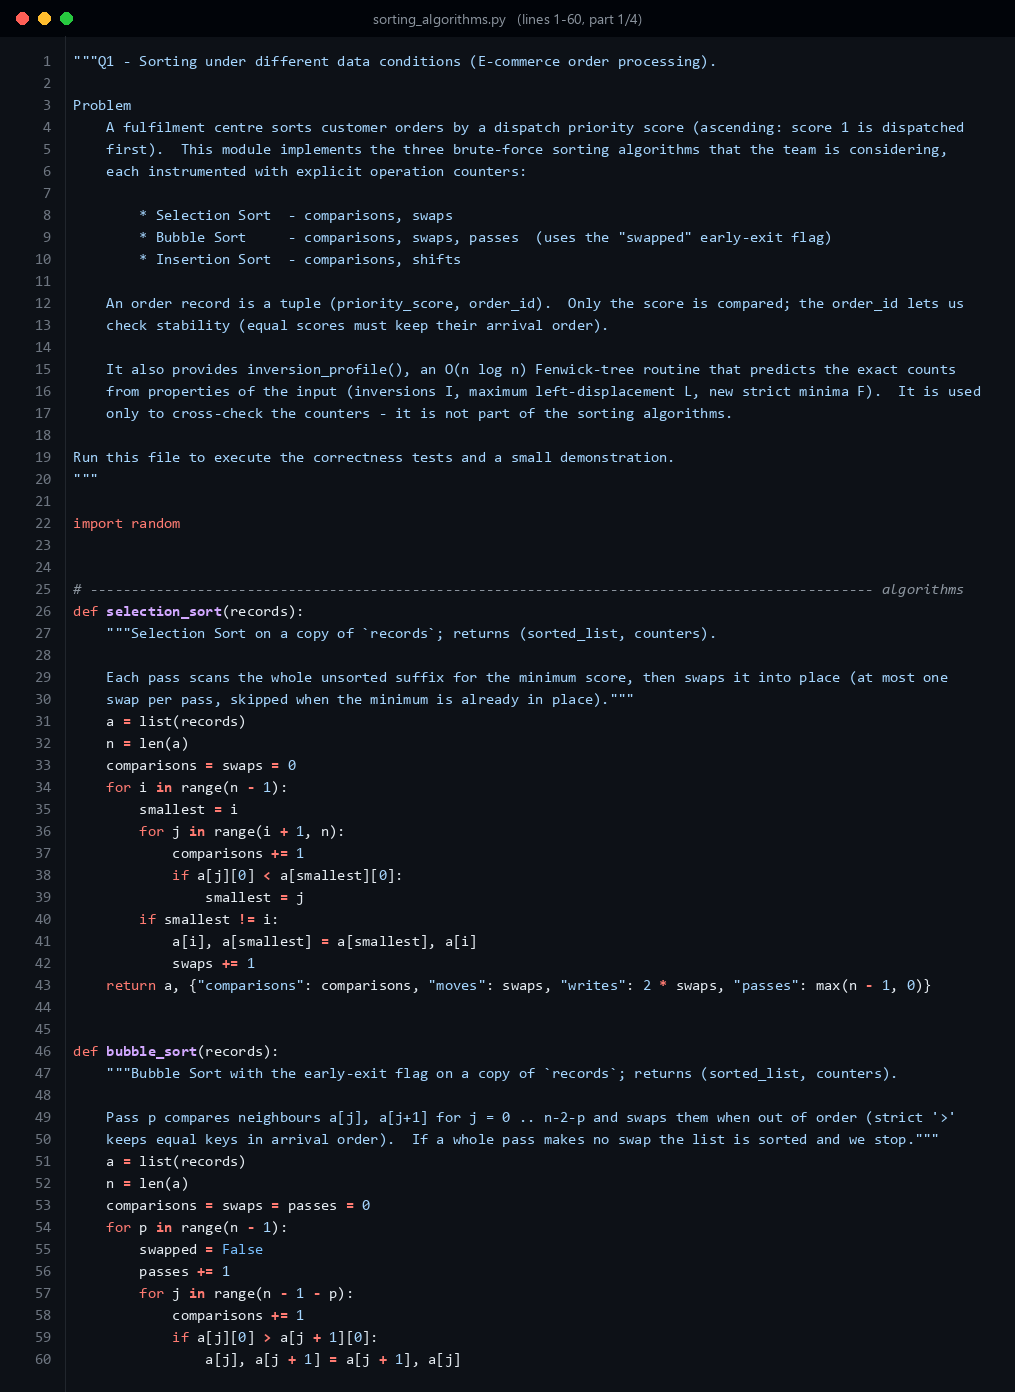 sorting_algorithms.py (lines 1-60, part 1/4)
1 """Q1 - Sorting under different data conditions (E-commerce order processing).
2
3 Problem
4     A fulfilment centre sorts customer orders by a dispatch priority score (ascending: score 1 is dispatched
5     first).  This module implements the three brute-force sorting algorithms that the team is considering,
6     each instrumented with explicit operation counters:
7
8         * Selection Sort  - comparisons, swaps
9         * Bubble Sort     - comparisons, swaps, passes  (uses the "swapped" early-exit flag)
10         * Insertion Sort  - comparisons, shifts
11
12     An order record is a tuple (priority_score, order_id).  Only the score is compared; the order_id lets us
13     check stability (equal scores must keep their arrival order).
14
15     It also provides inversion_profile(), an O(n log n) Fenwick-tree routine that predicts the exact counts
16     from properties of the input (inversions I, maximum left-displacement L, new strict minima F).  It is used
17     only to cross-check the counters - it is not part of the sorting algorithms.
18
19 Run this file to execute the correctness tests and a small demonstration.
20 """
21
22 import random
23
24
25 # ----------------------------------------------------------------------------------------------- algorithms
26 def selection_sort(records):
27     """Selection Sort on a copy of `records`; returns (sorted_list, counters).
28
29     Each pass scans the whole unsorted suffix for the minimum score, then swaps it into place (at most one
30     swap per pass, skipped when the minimum is already in place)."""
31     a = list(records)
32     n = len(a)
33     comparisons = swaps = 0
34     for i in range(n - 1):
35         smallest = i
36         for j in range(i + 1, n):
37             comparisons += 1
38             if a[j][0] < a[smallest][0]:
39                 smallest = j
40         if smallest != i:
41             a[i], a[smallest] = a[smallest], a[i]
42             swaps += 1
43     return a, {"comparisons": comparisons, "moves": swaps, "writes": 2 * swaps, "passes": max(n - 1, 0)}
44
45
46 def bubble_sort(records):
47     """Bubble Sort with the early-exit flag on a copy of `records`; returns (sorted_list, counters).
48
49     Pass p compares neighbours a[j], a[j+1] for j = 0 .. n-2-p and swaps them when out of order (strict '>'
50     keeps equal keys in arrival order).  If a whole pass makes no swap the list is sorted and we stop."""
51     a = list(records)
52     n = len(a)
53     comparisons = swaps = passes = 0
54     for p in range(n - 1):
55         swapped = False
56         passes += 1
57         for j in range(n - 1 - p):
58             comparisons += 1
59             if a[j][0] > a[j + 1][0]:
60                 a[j], a[j + 1] = a[j + 1], a[j]